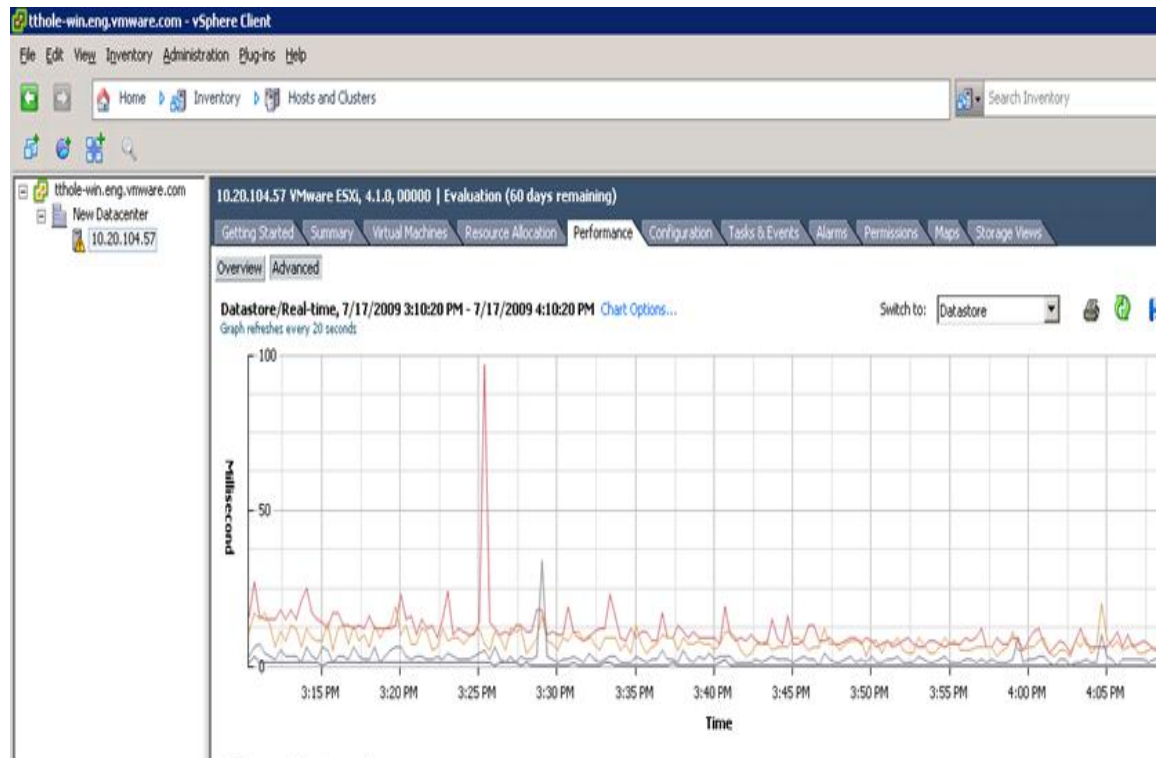 tthole-win.eng.vmware.com - vSphere Client
File Edit View Inventory Administration Plug-ins Help
Home Inventory Hosts and Clusters
Search Inventory
tthole-win.eng.vmware.com
New Datacenter
10.20.104.57
10.20.104.57 VMware ESXi, 4.1.0, 00000 | Evaluation (60 days remaining)
Getting Started Summary Virtual Machines Resource Allocation Performance Configuration Tasks & Events Alarms Permissions Maps Storage Views
Overview Advanced
Datastore/Real-time, 7/17/2009 3:10:20 PM - 7/17/2009 4:10:20 PM Chart Options...
Switch to: Datastore
Graph refreshes every 20 seconds
100
50
0
Millisecond
3:15 PM 3:20 PM 3:25 PM 3:30 PM 3:35 PM 3:40 PM 3:45 PM 3:50 PM 3:55 PM 4:00 PM 4:05 PM
Time